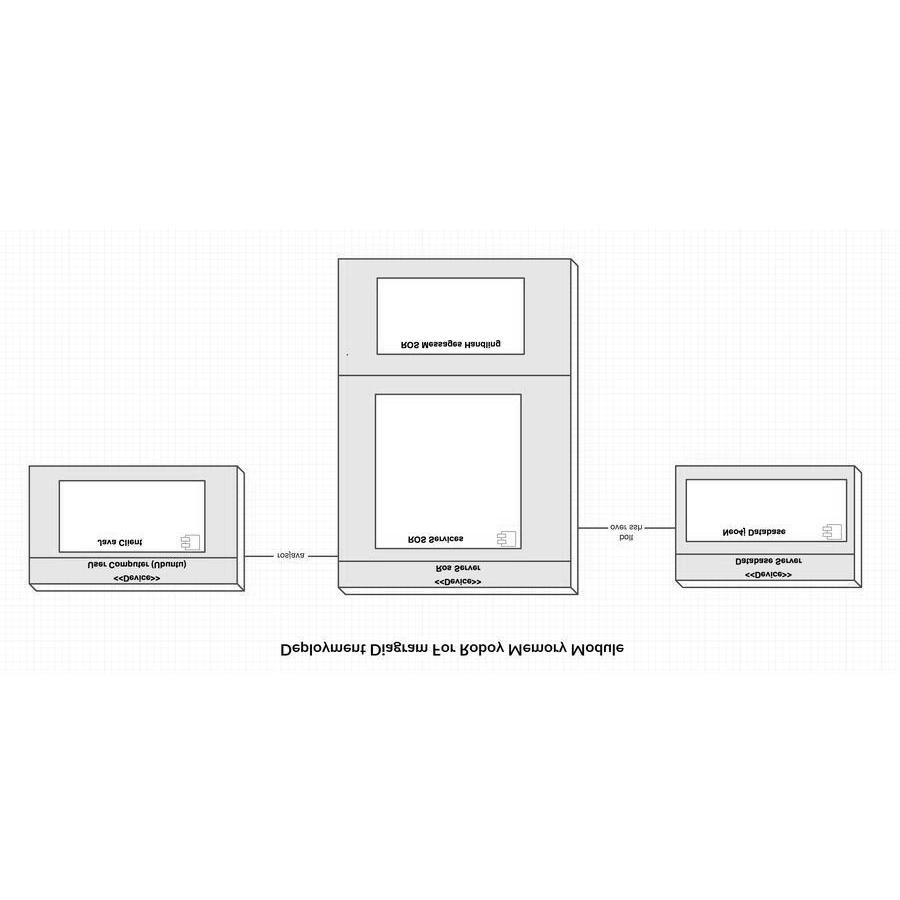 Deployment Diagram For Roboy Memory Module
<<Device>>
User Computer (Ubuntu)
Java Client
rosjava
<<Device>>
Ros Server
ROS Services
ROS Messages Handling
bolt
over ssh
<<Device>>
Database Server
Neo4j Database